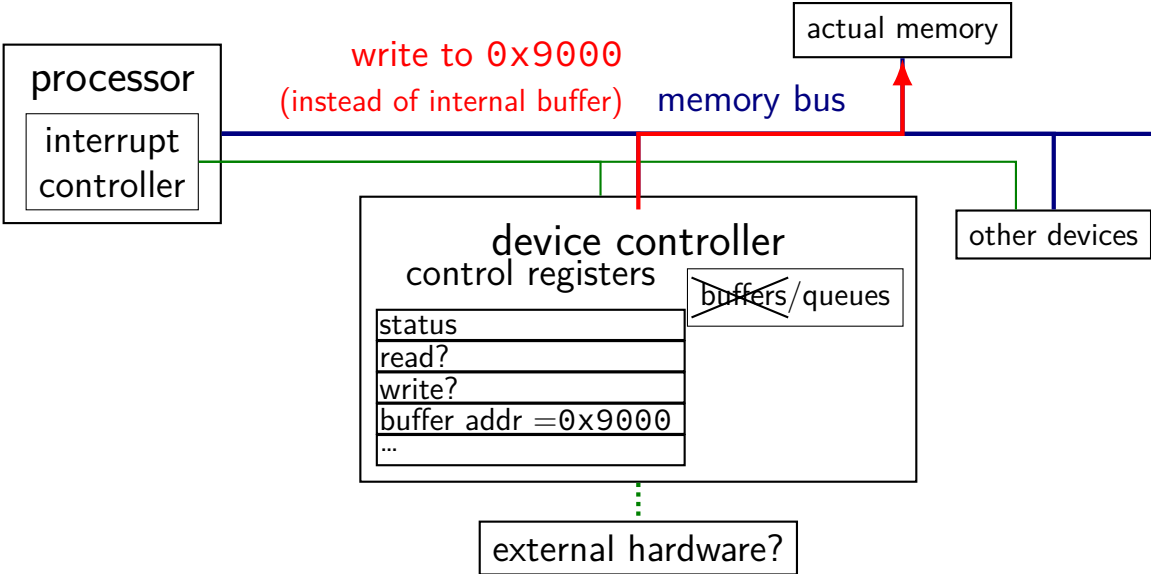 actual memory
write to 0x9000
(instead of internal buffer)
memory bus
processor
interrupt
controller
other devices
device controller
control registers
buffers/queues
status
read?
write?
buffer addr =0x9000
...
external hardware?